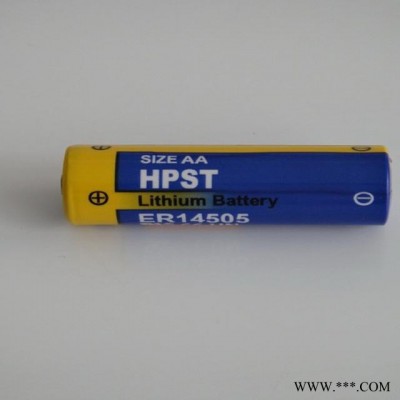 SIZE AA
HPST
Lithium Battery
ER14505
WWW.***.COM